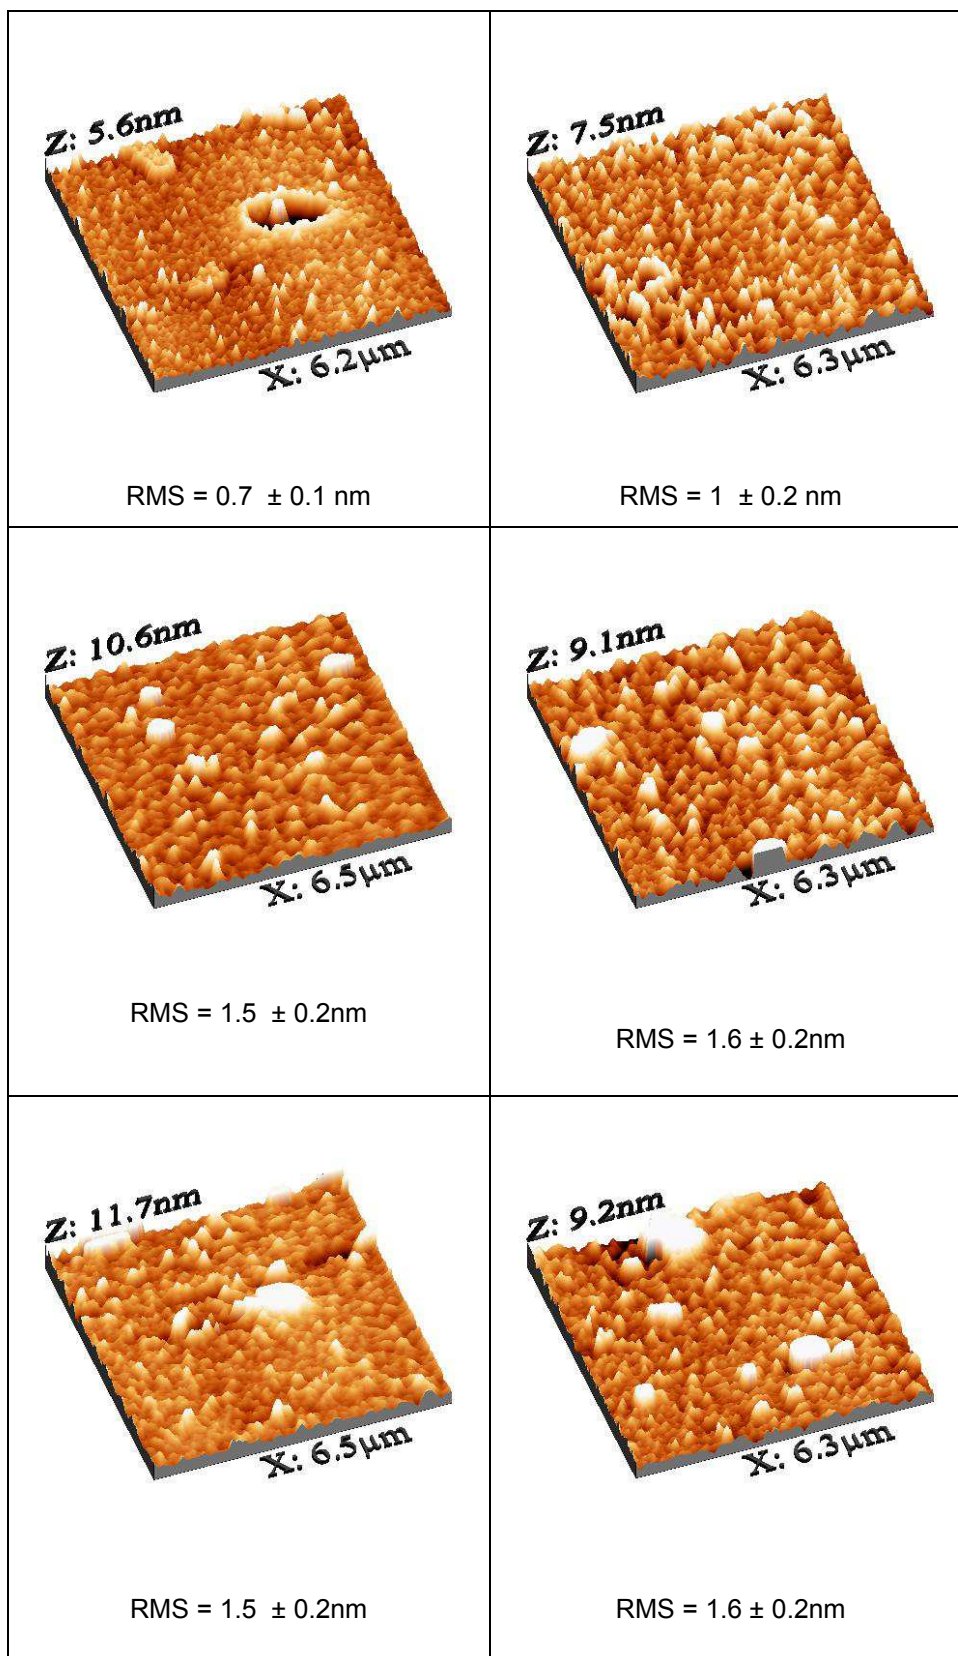 Z: 5.6nm
X: 6.2μm
RMS = 0.7 ± 0.1 nm
Z: 7.5nm
X: 6.3μm
RMS = 1 ± 0.2 nm
Z: 10.6nm
X: 6.5μm
RMS = 1.5 ± 0.2nm
Z: 9.1nm
X: 6.3μm
RMS = 1.6 ± 0.2nm
Z: 11.7nm
X: 6.5μm
RMS = 1.5 ± 0.2nm
Z: 9.2nm
X: 6.3μm
RMS = 1.6 ± 0.2nm